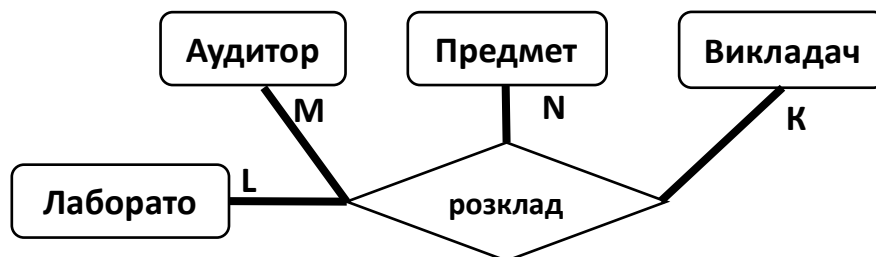 Аудитор
Предмет
Викладач
M
N
K
L
Лаборато
розклад